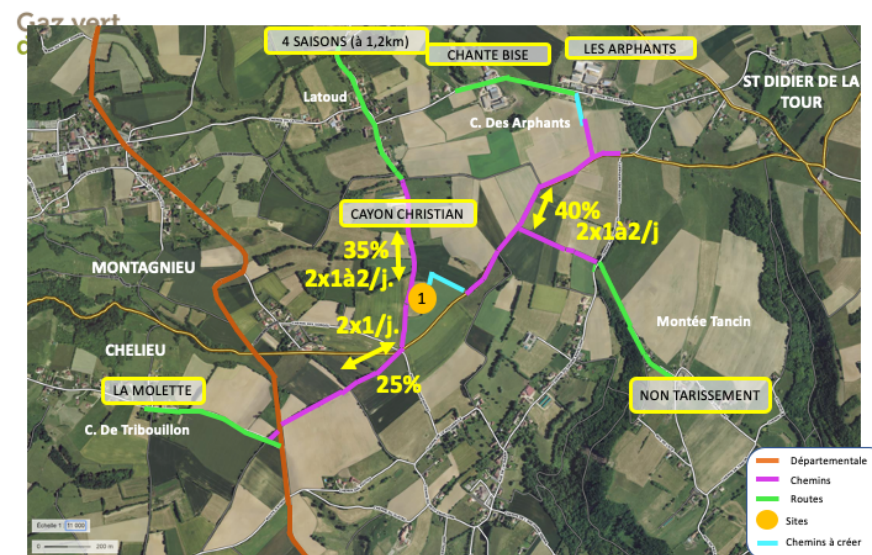 Gaz vert
4 SAISONS (à 1,2km)
CHANTE BISE
LES ARPHANTS
ST DIDIER DE LA
TOUR
Latoud
C. Des Arphants
CAYON CHRISTIAN
40%
2x1à2/j
35%
2x1à2/j.
MONTAGNIEU
1
2x1/j.
Montée Tancin
CHELIEU
25%
LA MOLETTE
NON TARISSEMENT
C. De Tribouillon
Départementale
Chemins
Routes
Sites
Chemins à créer
Échelle 1 : 11 000
0 200 m